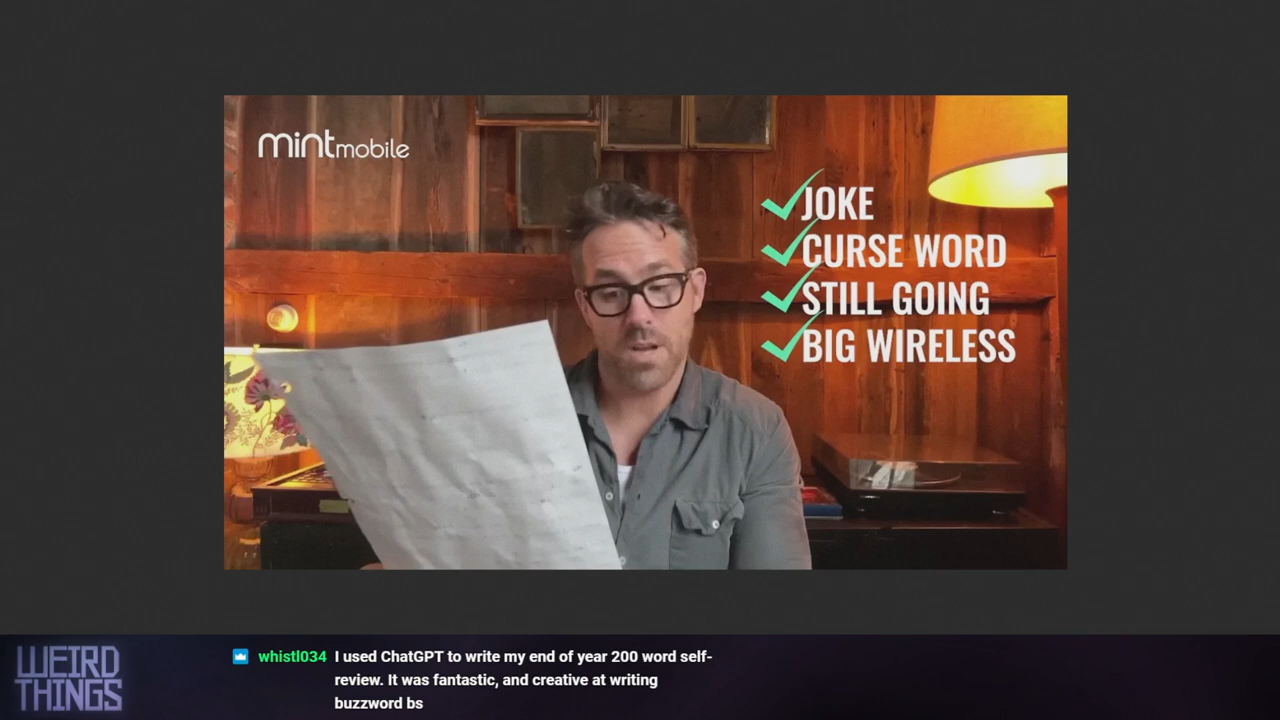 mintmobile
JOKE
CURSE WORD
STILL GOING
BIG WIRELESS
WEIRD
THINGS
whistl034 I used ChatGPT to write my end of year 200 word self-
review. It was fantastic, and creative at writing
buzzword bs